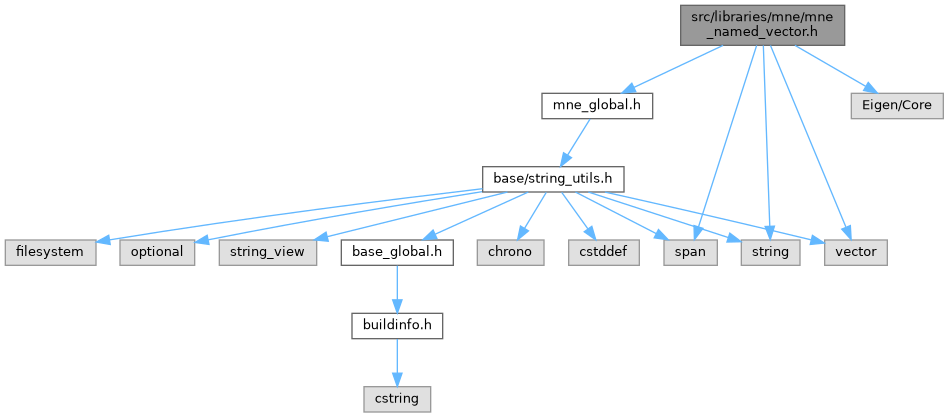 src/libraries/mne/mne
_named_vector.h
mne_global.h
Eigen/Core
base/string_utils.h
filesystem
optional
string_view
base_global.h
chrono
cstddef
span
string
vector
buildinfo.h
cstring